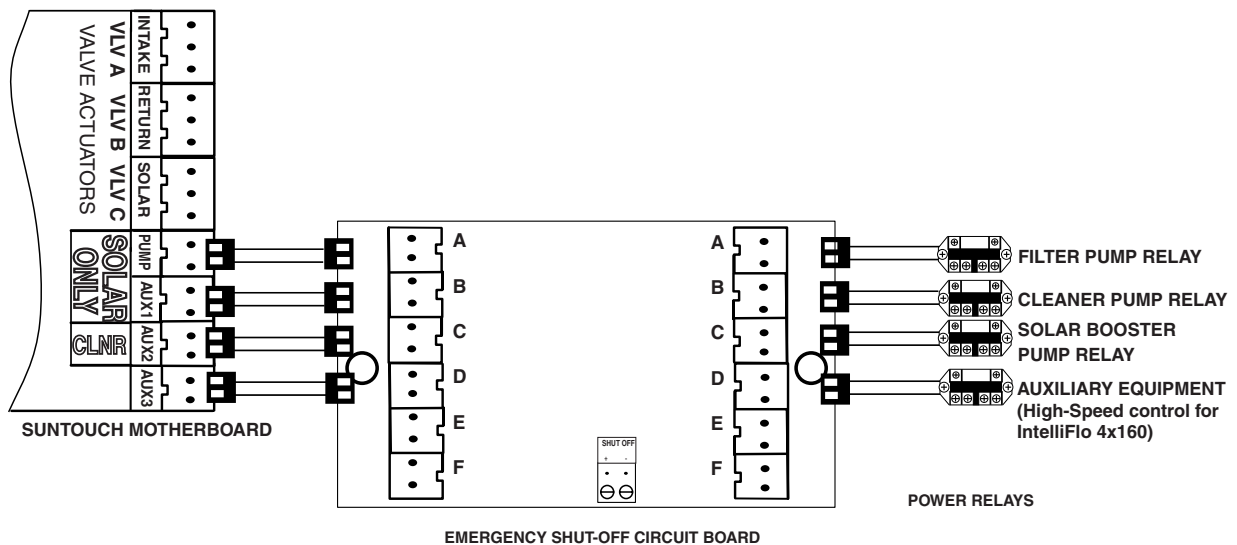 VALVE ACTUATORS
VLV A VLV B VLV C
INTAKE
RETURN
SOLAR
PUMP
AUX1
AUX2
AUX3
SOLAR
ONLY
CLNR
SUNTOUCH MOTHERBOARD
A
B
C
D
E
F
SHUT OFF
+ -
A
B
C
D
E
F
EMERGENCY SHUT-OFF CIRCUIT BOARD
FILTER PUMP RELAY
CLEANER PUMP RELAY
SOLAR BOOSTER
PUMP RELAY
AUXILIARY EQUIPMENT
(High-Speed control for
IntelliFlo 4x160)
POWER RELAYS